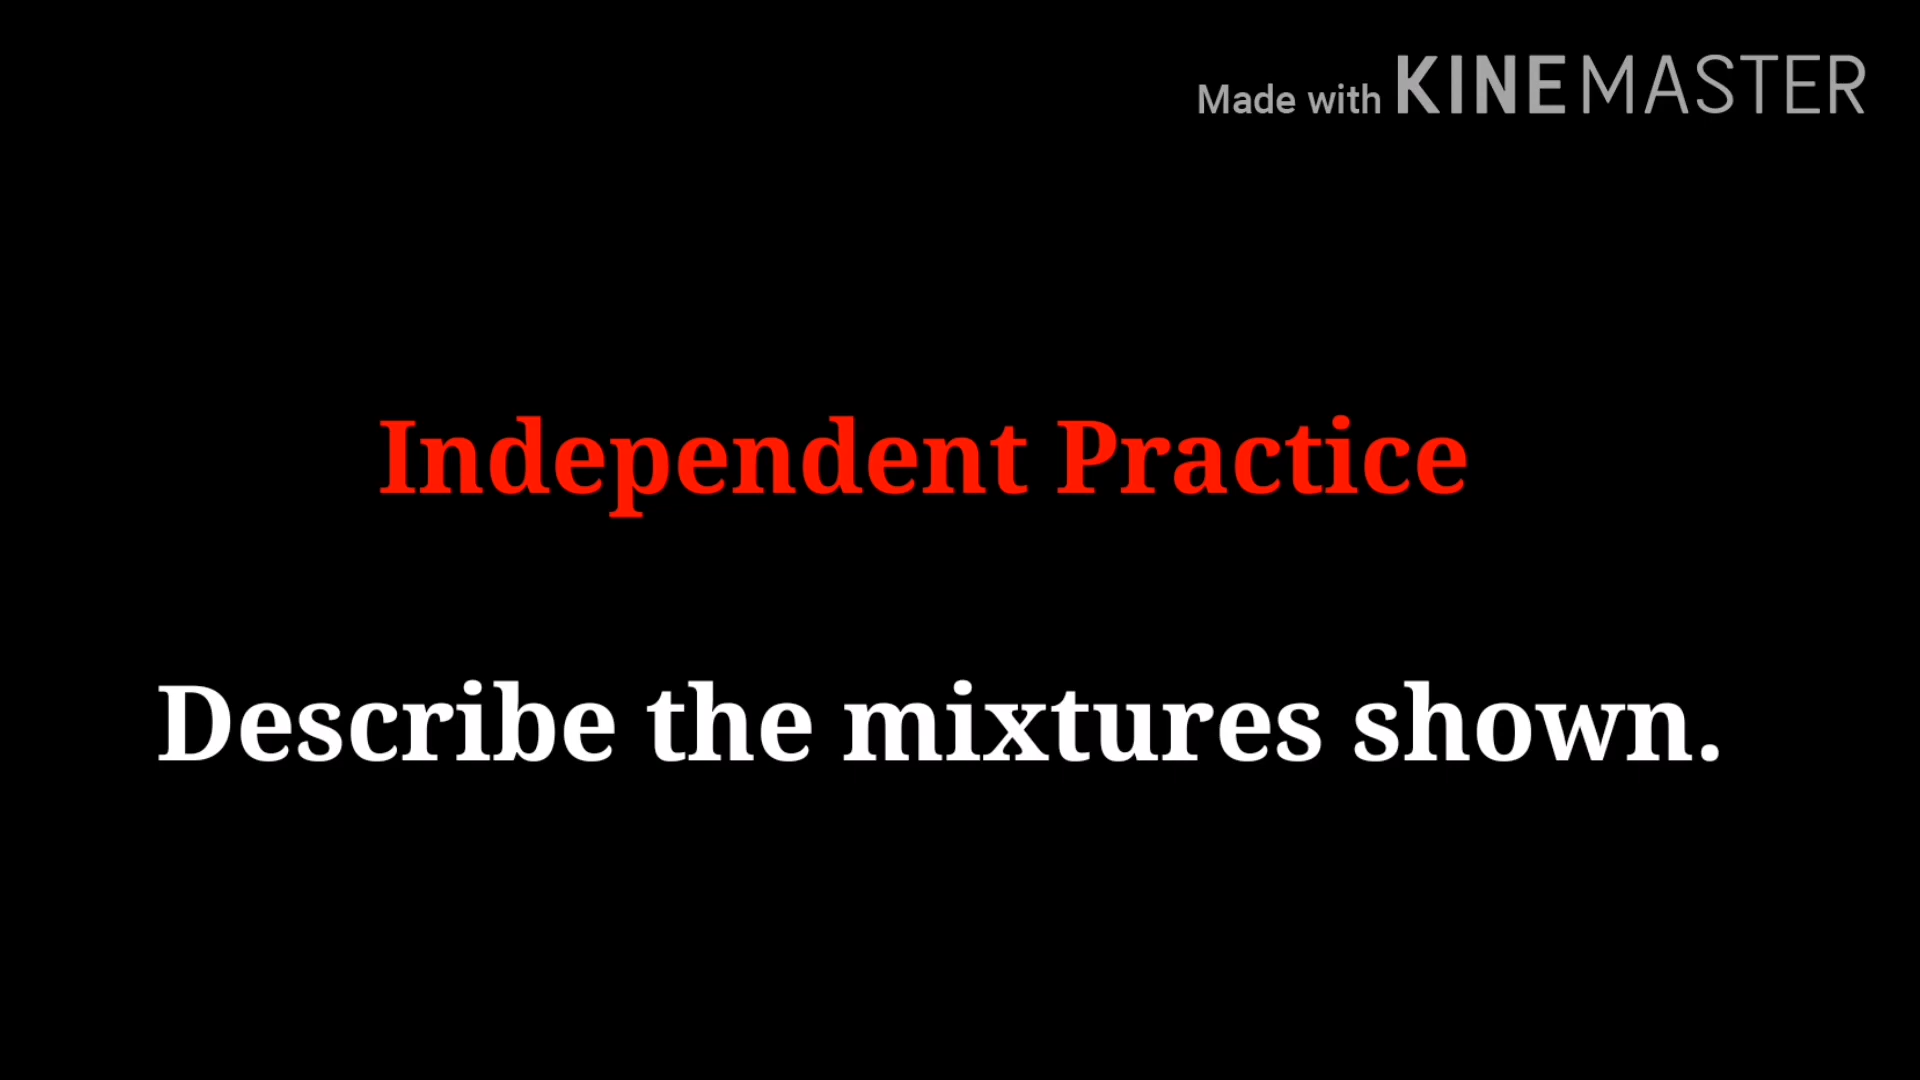 Made with KINEMASTER
Independent Practice
Describe the mixtures shown.